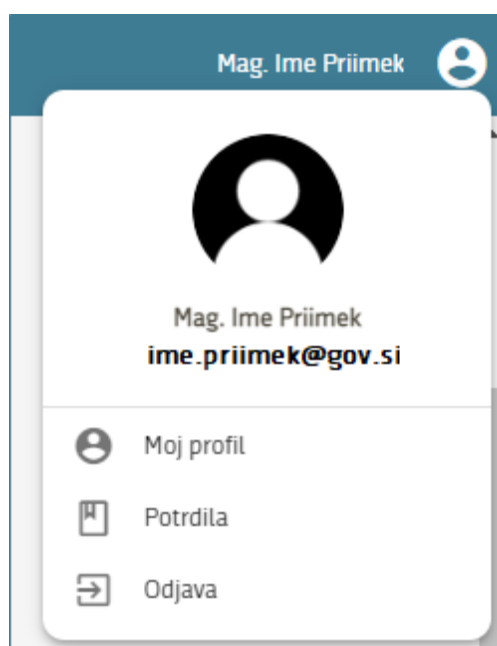 Mag. Ime Priimek
Mag. Ime Priimek
ime.priimek@gov.si
Moj profil
Potrdila
Odjava